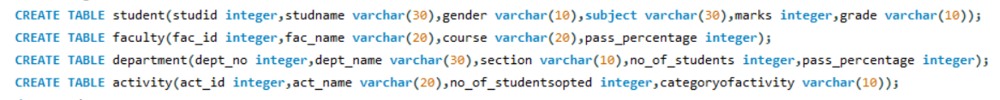 CREATE TABLE student(studid integer,studname varchar(30),gender varchar(10),subject varchar(30),marks integer,grade varchar(10));
CREATE TABLE faculty(fac_id integer,fac_name varchar(20),course varchar(20),pass_percentage integer);
CREATE TABLE department(dept_no integer,dept_name varchar(30),section varchar(10),no_of_students integer,pass_percentage integer);
CREATE TABLE activity(act_id integer,act_name varchar(20),no_of_studentsopted integer,categoryofactivity varchar(10));